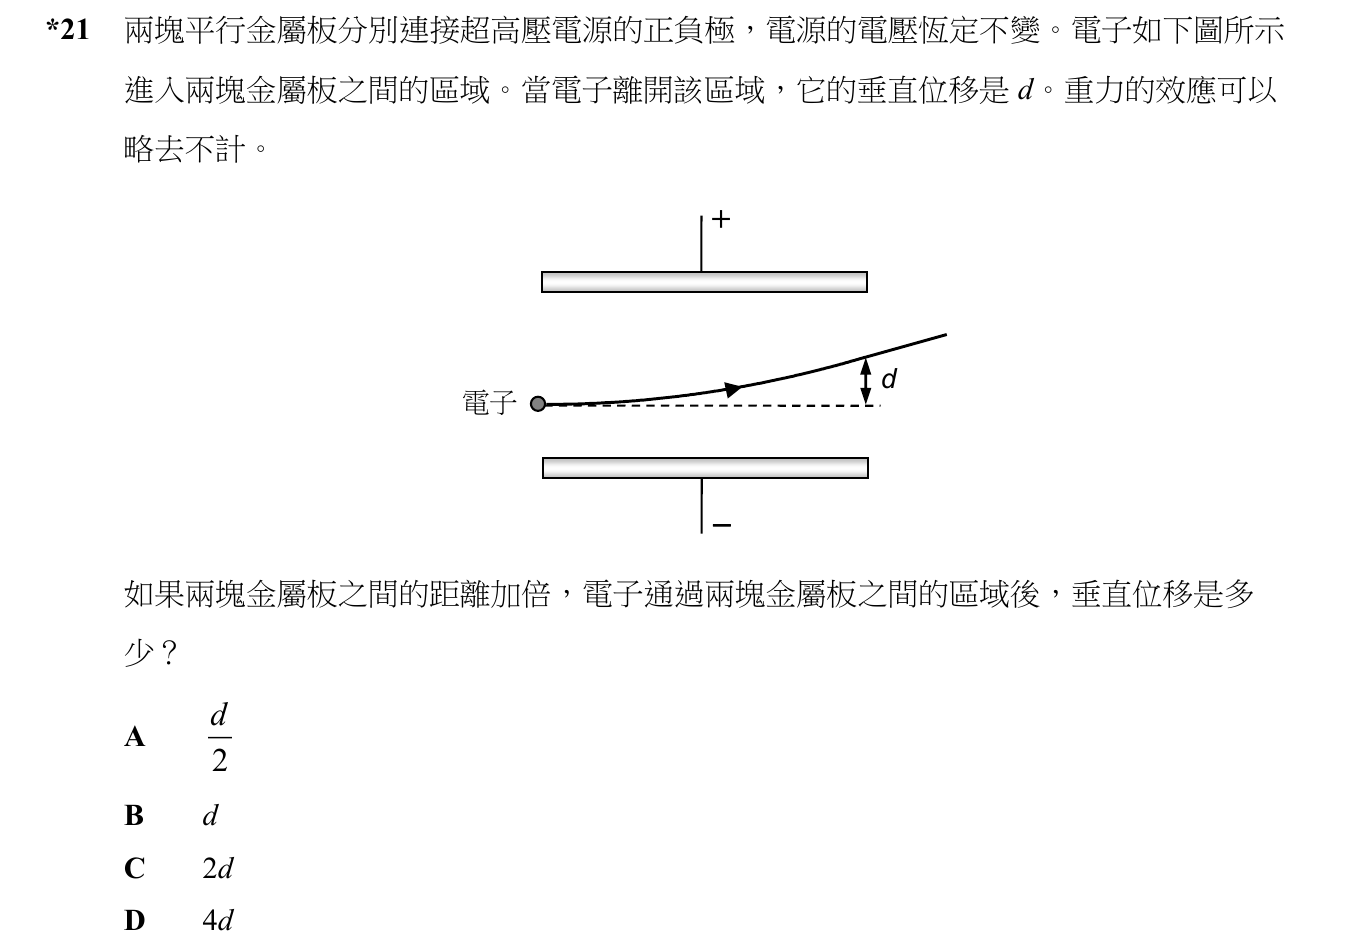 *21 兩塊平行金屬板分別連接超高壓電源的正負極，電源的電壓恆定不變。電子如下圖所示
進入兩塊金屬板之間的區域。當電子離開該區域，它的垂直位移是 d。重力的效應可以
略去不計。
+
電子
d
–
如果兩塊金屬板之間的距離加倍，電子通過兩塊金屬板之間的區域後，垂直位移是多
少？
A d/2
B d
C 2d
D 4d